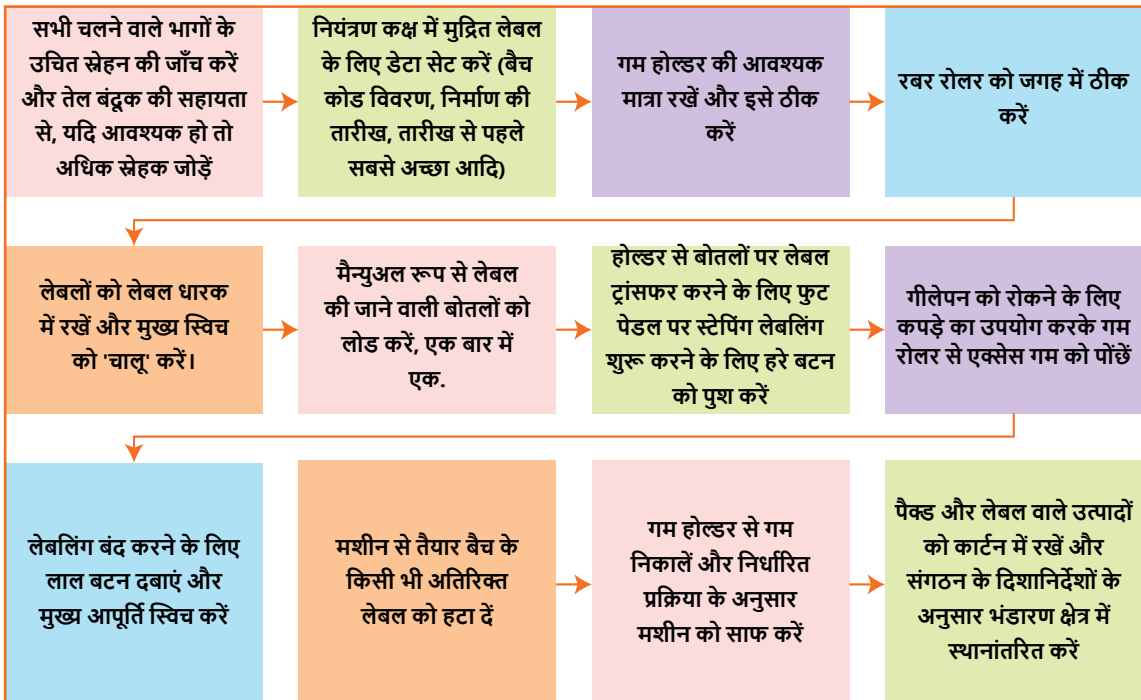 सभी चलने वाले भागों के
उचित स्नेहन की जाँच करें
और तेल बंदूक की सहायता
से, यदि आवश्यक हो तो
अधिक स्नेहक जोड़ें
नियंत्रण कक्ष में मुद्रित लेबल
के लिए डेटा सेट करें (बैच
कोड विवरण, निर्माण की
तारीख, तारीख से पहले
सबसे अच्छा आदि)
गम होल्डर की आवश्यक
मात्रा रखें और इसे ठीक
करें
रबर रोलर को जगह में ठीक
करें
लेबलों को लेबल धारक
में रखें और मुख्य स्विच
को 'चालू' करें।
मैन्युअल रूप से लेबल
की जाने वाली बोतलों को
लोड करें, एक बार में
एक.
होल्डर से बोतलों पर लेबल
ट्रांसफर करने के लिए फुट
पेडल पर स्टेपिंग लेबलिंग
शुरू करने के लिए हरे बटन
को पुश करें
गीलेपन को रोकने के लिए
कपड़े का उपयोग करके गम
रोलर से एक्सेस गम को पोंछें
लेबलिंग बंद करने के लिए
लाल बटन दबाएं और
मुख्य आपूर्ति स्विच करें
मशीन से तैयार बैच के
किसी भी अतिरिक्त
लेबल को हटा दें
गम होल्डर से गम
निकालें और निर्धारित
प्रक्रिया के अनुसार
मशीन को साफ करें
पैक्ड और लेबल वाले उत्पादों
को कार्टन में रखें और
संगठन के दिशानिर्देशों के
अनुसार भंडारण क्षेत्र में
स्थानांतरित करें